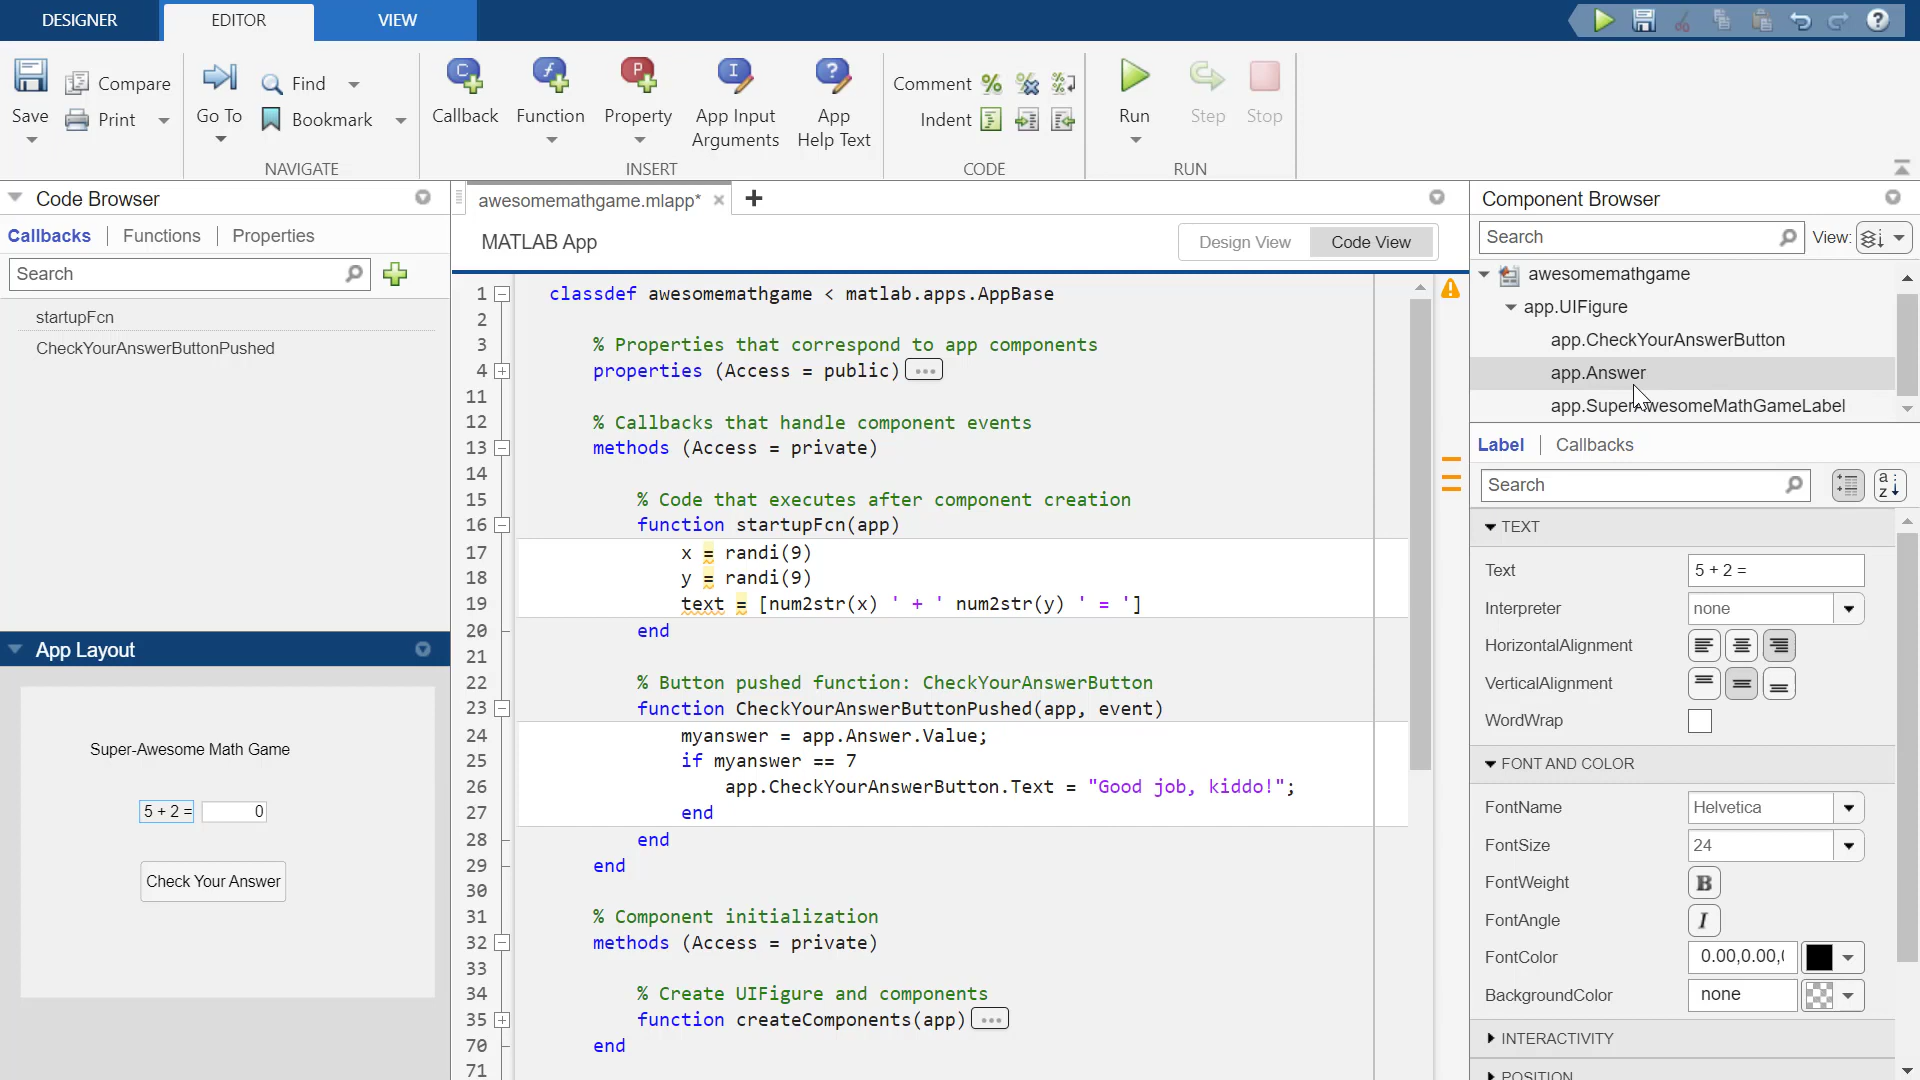 DESIGNER
EDITOR
VIEW
Save
Compare
Print
Go To
Find
Bookmark
NAVIGATE
Callback
Function
Property
App Input
Arguments
App
Help Text
INSERT
Comment
Indent
CODE
Run
Step
Stop
RUN
Code Browser
Callbacks
Functions
Properties
Search
startupFcn
CheckYourAnswerButtonPushed
App Layout
Super-Awesome Math Game
5 + 2 = 0
Check Your Answer
awesomemathgame.mlapp*
MATLAB App
Design View
Code View
1 classdef awesomemathgame < matlab.apps.AppBase
2
3 % Properties that correspond to app components
4 properties (Access = public) ...
11
12 % Callbacks that handle component events
13 methods (Access = private)
14
15 % Code that executes after component creation
16 function startupFcn(app)
17 x = randi(9)
18 y = randi(9)
19 text = [num2str(x) ' + ' num2str(y) ' = ']
20 end
21
22 % Button pushed function: CheckYourAnswerButton
23 function CheckYourAnswerButtonPushed(app, event)
24 myanswer = app.Answer.Value;
25 if myanswer == 7
26 app.CheckYourAnswerButton.Text = "Good job, kiddo!";
27 end
28 end
29 end
30
31 % Component initialization
32 methods (Access = private)
33
34 % Create UIFigure and components
35 function createComponents(app) ...
70 end
71
Component Browser
Search
View:
awesomemathgame
app.UIFigure
app.CheckYourAnswerButton
app.Answer
app.SuperAwesomeMathGameLabel
Label
Callbacks
Search
TEXT
Text 5 + 2 =
Interpreter none
HorizontalAlignment
VerticalAlignment
WordWrap
FONT AND COLOR
FontName Helvetica
FontSize 24
FontWeight B
FontAngle I
FontColor 0.00,0.00,(
BackgroundColor none
INTERACTIVITY
POSITION